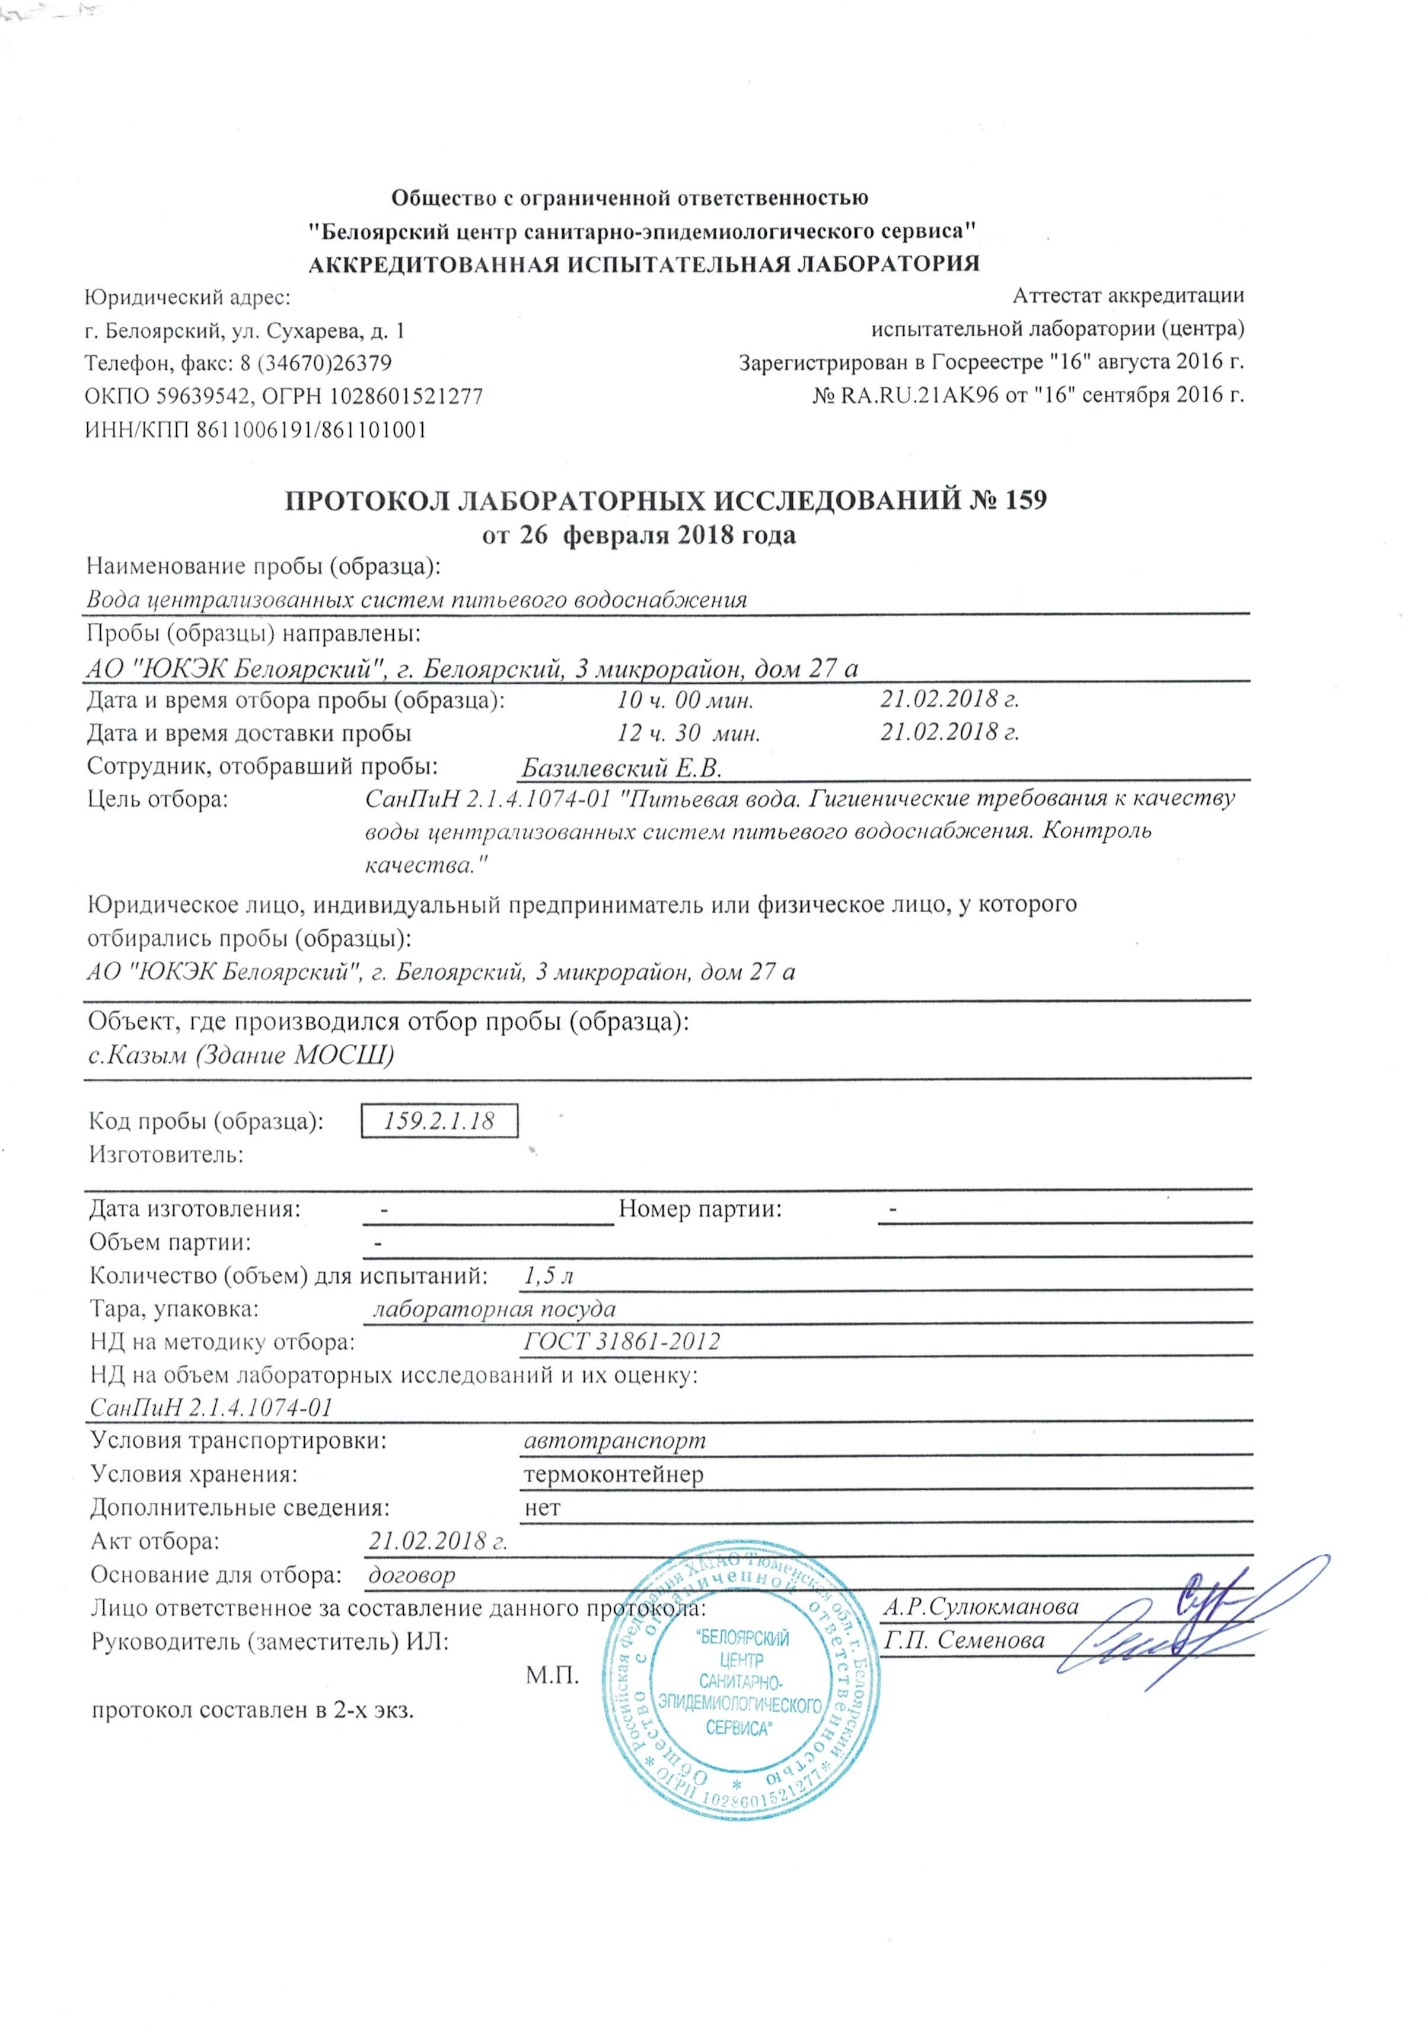 Общество с ограниченной ответственностью
"Белоярский центр санитарно-эпидемиологического сервиса"
АККРЕДИТОВАННАЯ ИСПЫТАТЕЛЬНАЯ ЛАБОРАТОРИЯ
Юридический адрес:
г. Белоярский, ул. Сухарева, д. 1
Телефон, факс: 8 (34670)26379
ОКПО 59639542, ОГРН 1028601521277
ИНН/КПП 8611006191/861101001
Аттестат аккредитации
испытательной лаборатории (центра)
Зарегистрирован в Госреестре "16" августа 2016 г.
№ RA.RU.21АК96 от "16" сентября 2016 г.
ПРОТОКОЛ ЛАБОРАТОРНЫХ ИССЛЕДОВАНИЙ № 159
от 26 февраля 2018 года
Наименование пробы (образца):
Вода централизованных систем питьевого водоснабжения
Пробы (образцы) направлены:
АО "ЮКЭК Белоярский", г. Белоярский, 3 микрорайон, дом 27 а
Дата и время отбора пробы (образца): 10 ч. 00 мин. 21.02.2018 г.
Дата и время доставки пробы 12 ч. 30 мин. 21.02.2018 г.
Сотрудник, отобравший пробы: Базилевский Е.В.
Цель отбора: СанПиН 2.1.4.1074-01 "Питьевая вода. Гигиенические требования к качеству
воды централизованных систем питьевого водоснабжения. Контроль
качества."
Юридическое лицо, индивидуальный предприниматель или физическое лицо, у которого
отбирались пробы (образцы):
АО "ЮКЭК Белоярский", г. Белоярский, 3 микрорайон, дом 27 а
Объект, где производился отбор пробы (образца):
с.Казым (Здание МОСШ)
Код пробы (образца): 159.2.1.18
Изготовитель:
Дата изготовления: - Номер партии: -
Объем партии: -
Количество (объем) для испытаний: 1,5 л
Тара, упаковка: лабораторная посуда
НД на методику отбора: ГОСТ 31861-2012
НД на объем лабораторных исследований и их оценку:
СанПиН 2.1.4.1074-01
Условия транспортировки: автотранспорт
Условия хранения: термоконтейнер
Дополнительные сведения: нет
Акт отбора: 21.02.2018 г.
Основание для отбора: договор
Лицо ответственное за составление данного протокола: А.Р.Сулюкманова
Руководитель (заместитель) ИЛ: Г.П. Семенова
М.П.
протокол составлен в 2-х экз.
* Российская Федерация ХМАО Тюменская обл. г. Белоярский *
ОГРН 1028601521277
Общество с ограниченной ответственностью *
"БЕЛОЯРСКИЙ
ЦЕНТР
САНИТАРНО-
ЭПИДЕМИОЛОГИЧЕСКОГО
СЕРВИСА"